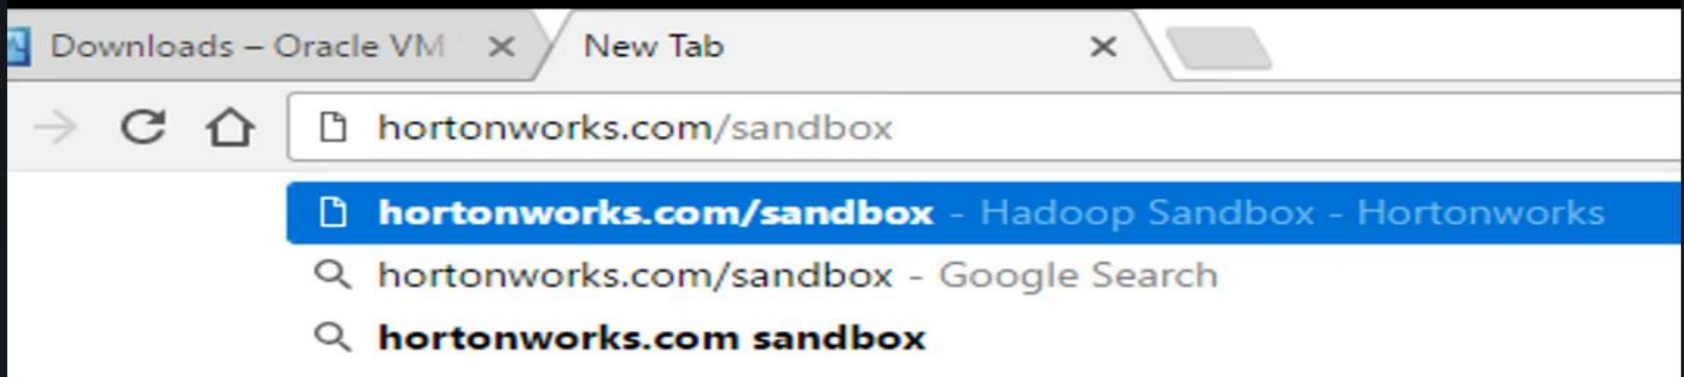 Downloads – Oracle VM
New Tab
hortonworks.com/sandbox
hortonworks.com/sandbox - Hadoop Sandbox - Hortonworks
hortonworks.com/sandbox - Google Search
hortonworks.com sandbox